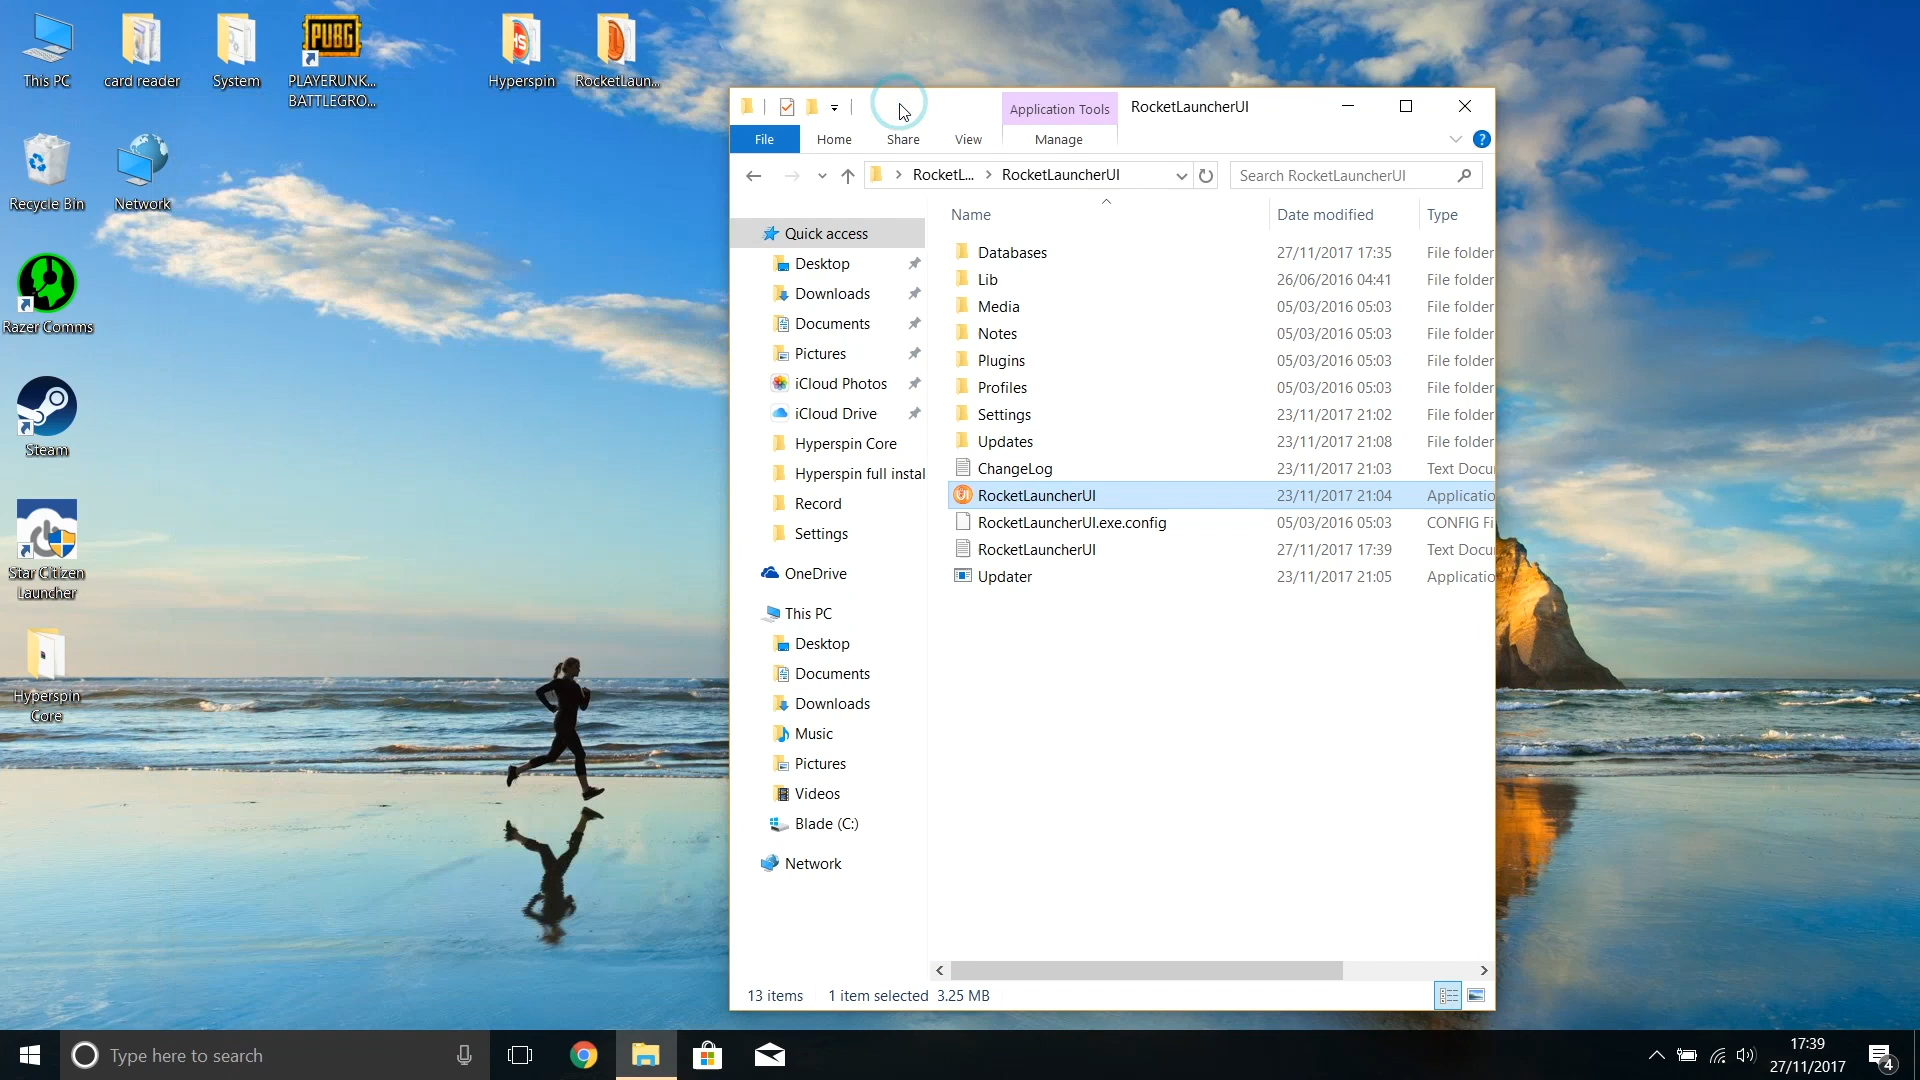 This PC
card reader
System
PLAYERUNK...
BATTLEGRO...
PUBG
Hyperspin
RocketLaun...
Recycle Bin
Network
Razer Comms
Steam
Star Citizen
Launcher
Hyperspin
Core
Application Tools
RocketLauncherUI
File
Home
Share
View
Manage
RocketL...
RocketLauncherUI
Search RocketLauncherUI
Name
Date modified
Type
Quick access
Desktop
Downloads
Documents
Pictures
iCloud Photos
iCloud Drive
Hyperspin Core
Hyperspin full instal
Record
Settings
OneDrive
This PC
Desktop
Documents
Downloads
Music
Pictures
Videos
Blade (C:)
Network
Databases 27/11/2017 17:35 File folder
Lib 26/06/2016 04:41 File folder
Media 05/03/2016 05:03 File folder
Notes 05/03/2016 05:03 File folder
Plugins 05/03/2016 05:03 File folder
Profiles 05/03/2016 05:03 File folder
Settings 23/11/2017 21:02 File folder
Updates 23/11/2017 21:08 File folder
ChangeLog 23/11/2017 21:03 Text Docu
RocketLauncherUI 23/11/2017 21:04 Applicatio
RocketLauncherUI.exe.config 05/03/2016 05:03 CONFIG Fi
RocketLauncherUI 27/11/2017 17:39 Text Docu
Updater 23/11/2017 21:05 Applicatio
13 items 1 item selected 3.25 MB
Type here to search
17:39
27/11/2017
4